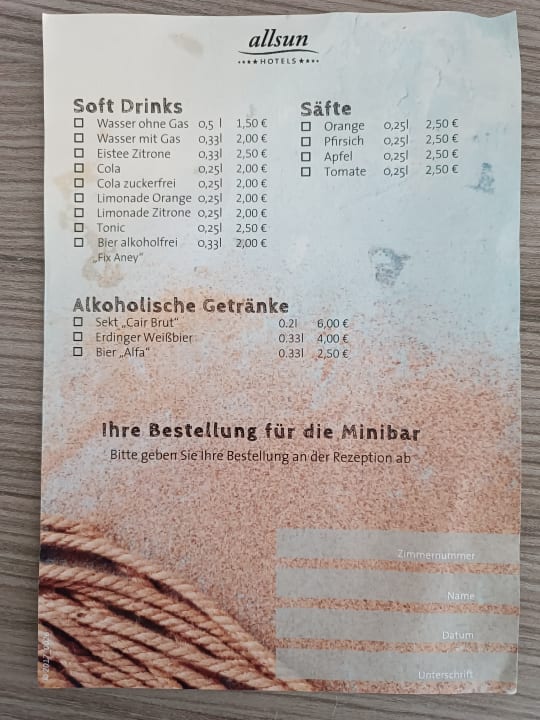 allsun
HOTELS
Soft Drinks
Wasser ohne Gas 0,5 l 1,50 €
Wasser mit Gas 0,33l 2,00 €
Eistee Zitrone 0,33l 2,50 €
Cola 0,25l 2,00 €
Cola zuckerfrei 0,25l 2,00 €
Limonade Orange 0,25l 2,00 €
Limonade Zitrone 0,25l 2,00 €
Tonic 0,25l 2,50 €
Bier alkoholfrei 0,33l 2,00 €
„Fix Aney"
Säfte
Orange 0,25l 2,50 €
Pfirsich 0,25l 2,50 €
Apfel 0,25l 2,50 €
Tomate 0,25l 2,50 €
Alkoholische Getränke
Sekt „Cair Brut" 0.2l 6,00 €
Erdinger Weißbier 0.33l 4,00 €
Bier „Alfa" 0.33l 2,50 €
Ihre Bestellung für die Minibar
Bitte geben Sie Ihre Bestellung an der Rezeption ab
Zimmernummer
Name
Datum
Unterschrift